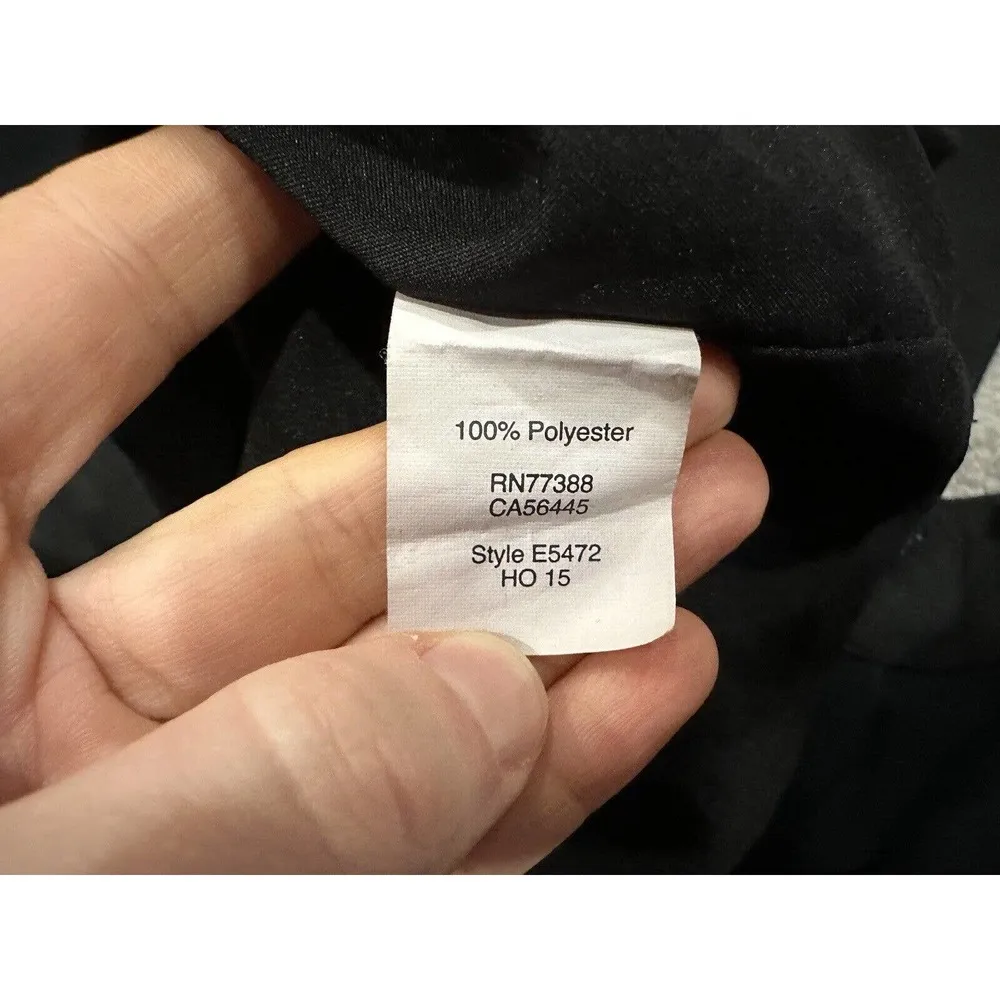 100% Polyester
RN77388
CA56445
Style E5472
HO 15